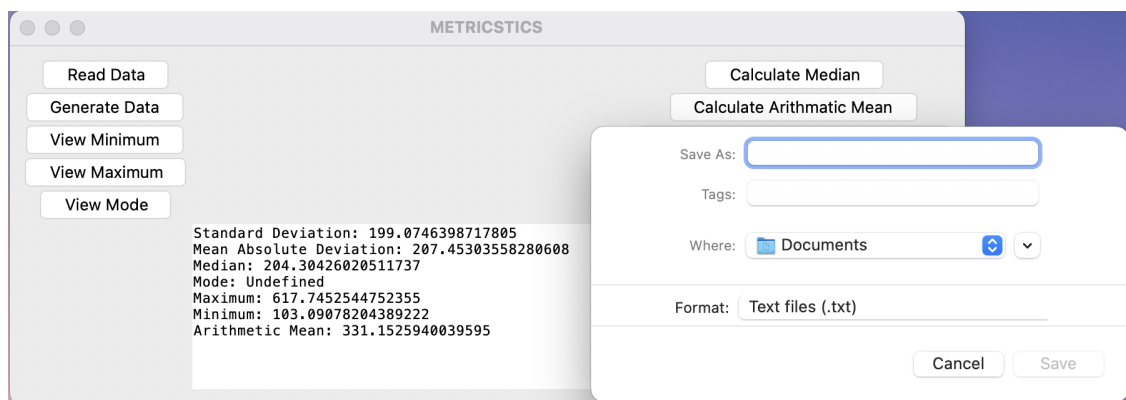 METRICSTICS
Read Data
Generate Data
View Minimum
View Maximum
View Mode
Calculate Median
Calculate Arithmatic Mean
Standard Deviation: 199.0746398717805
Mean Absolute Deviation: 207.45303558280608
Median: 204.30426020511737
Mode: Undefined
Maximum: 617.7452544752355
Minimum: 103.09078204389222
Arithmetic Mean: 331.1525940039595
Save As:
Tags:
Where: Documents
Format: Text files (.txt)
Cancel Save